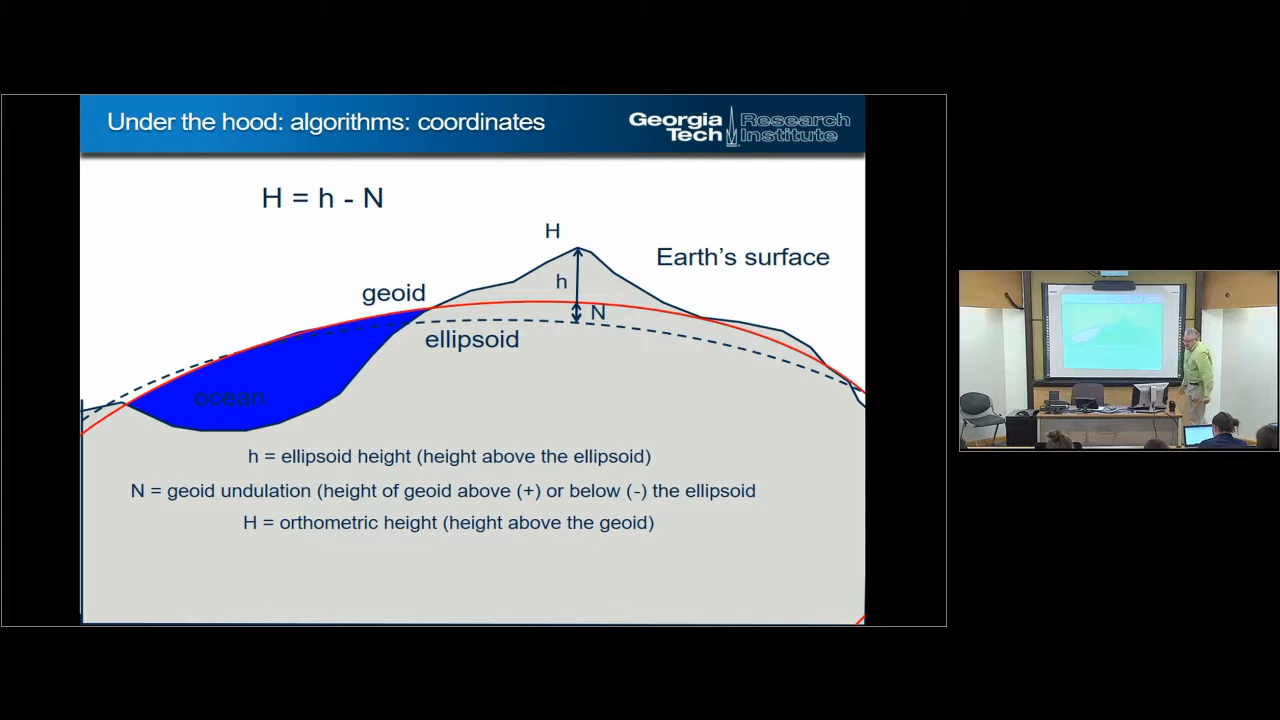 Under the hood: algorithms: coordinates
Georgia Tech Research Institute
H = h - N
H
Earth's surface
h
geoid
N
ellipsoid
ocean
h = ellipsoid height (height above the ellipsoid)
N = geoid undulation (height of geoid above (+) or below (-) the ellipsoid
H = orthometric height (height above the geoid)